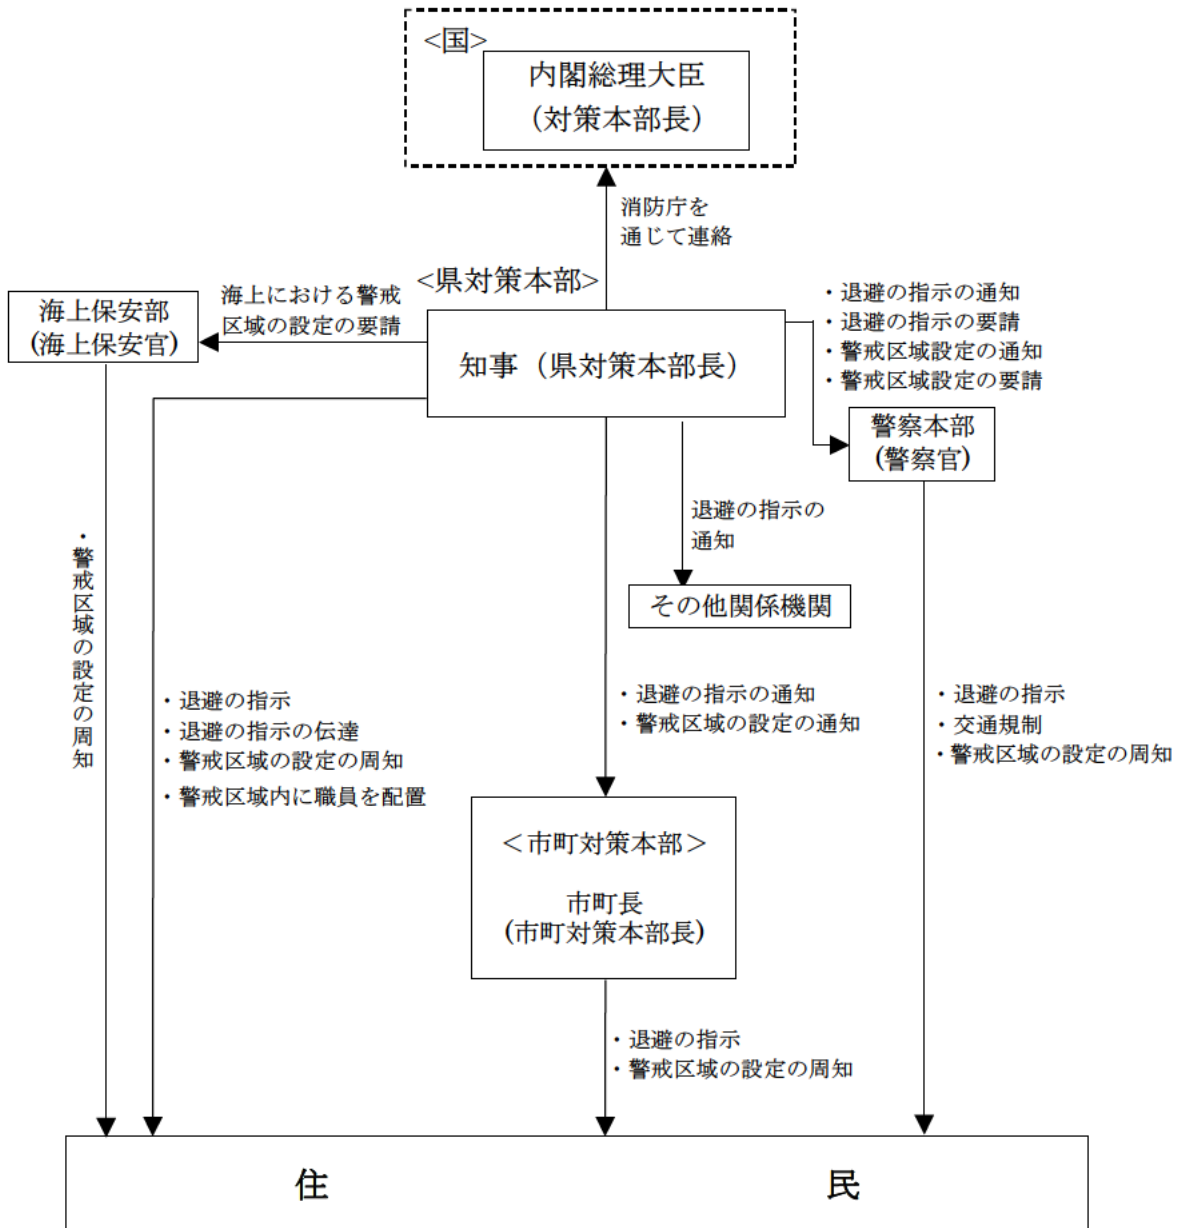 <国>
内閣総理大臣
（対策本部長）
消防庁を
通じて連絡
<県対策本部>
海上における警戒
区域の設定の要請
海上保安部
(海上保安官)
知事（県対策本部長）
・退避の指示の通知
・退避の指示の要請
・警戒区域設定の通知
・警戒区域設定の要請
警察本部
(警察官)
退避の指示の
通知
その他関係機関
・警戒区域の設定の周知
・退避の指示
・退避の指示の伝達
・警戒区域の設定の周知
・警戒区域内に職員を配置
・退避の指示の通知
・警戒区域の設定の通知
・退避の指示
・交通規制
・警戒区域の設定の周知
＜市町対策本部＞
市町長
(市町対策本部長)
・退避の指示
・警戒区域の設定の周知
住 民